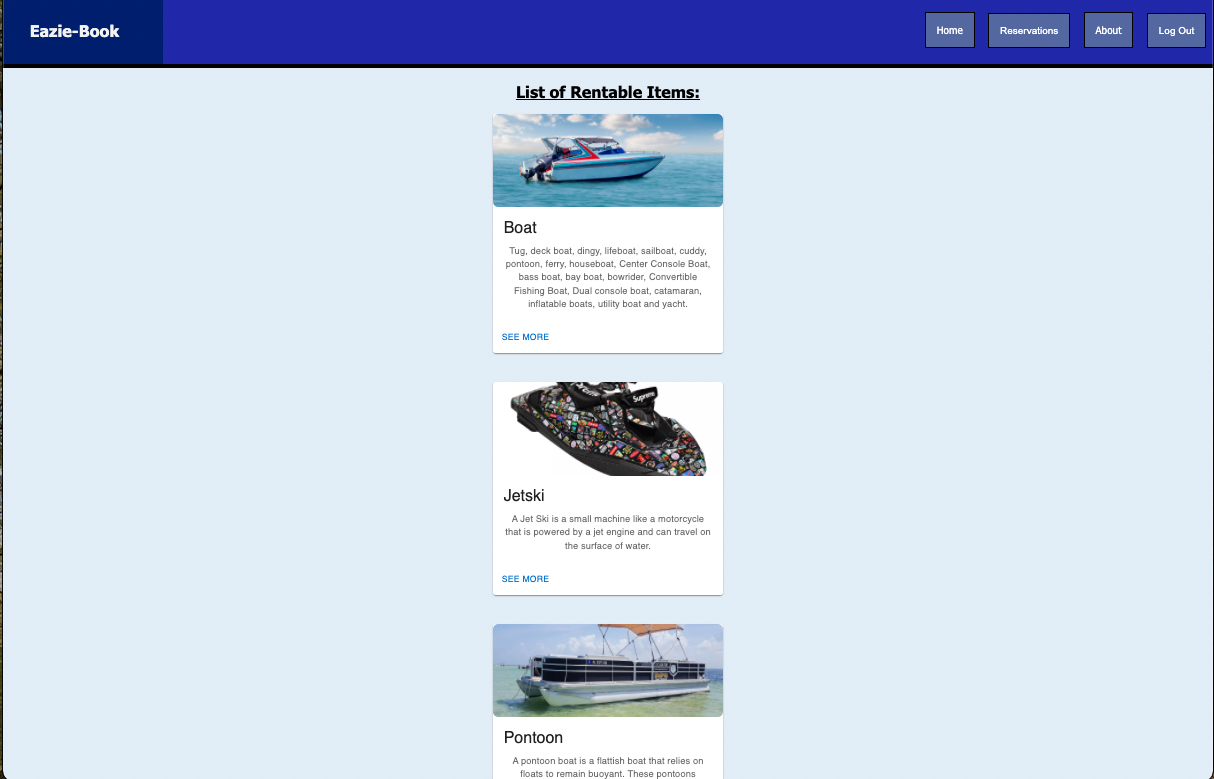 Eazie-Book
Home
Reservations
About
Log Out
List of Rentable Items:
Boat
Tug, deck boat, dingy, lifeboat, sailboat, cuddy,
pontoon, ferry, houseboat, Center Console Boat,
bass boat, bay boat, bowrider, Convertible
Fishing Boat, Dual console boat, catamaran,
inflatable boats, utility boat and yacht.
SEE MORE
Supreme
Jetski
A Jet Ski is a small machine like a motorcycle
that is powered by a jet engine and can travel on
the surface of water.
SEE MORE
Pontoon
A pontoon boat is a flattish boat that relies on
floats to remain buoyant. These pontoons